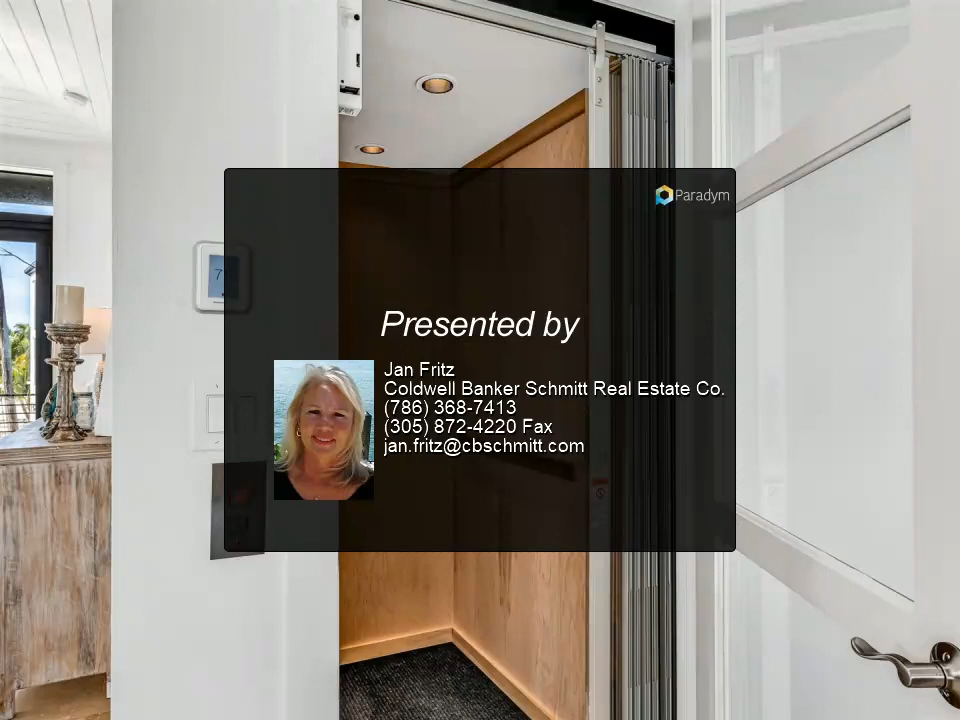 Paradym
Presented by
Jan Fritz
Coldwell Banker Schmitt Real Estate Co.
(786) 368-7413
(305) 872-4220 Fax
jan.fritz@cbschmitt.com